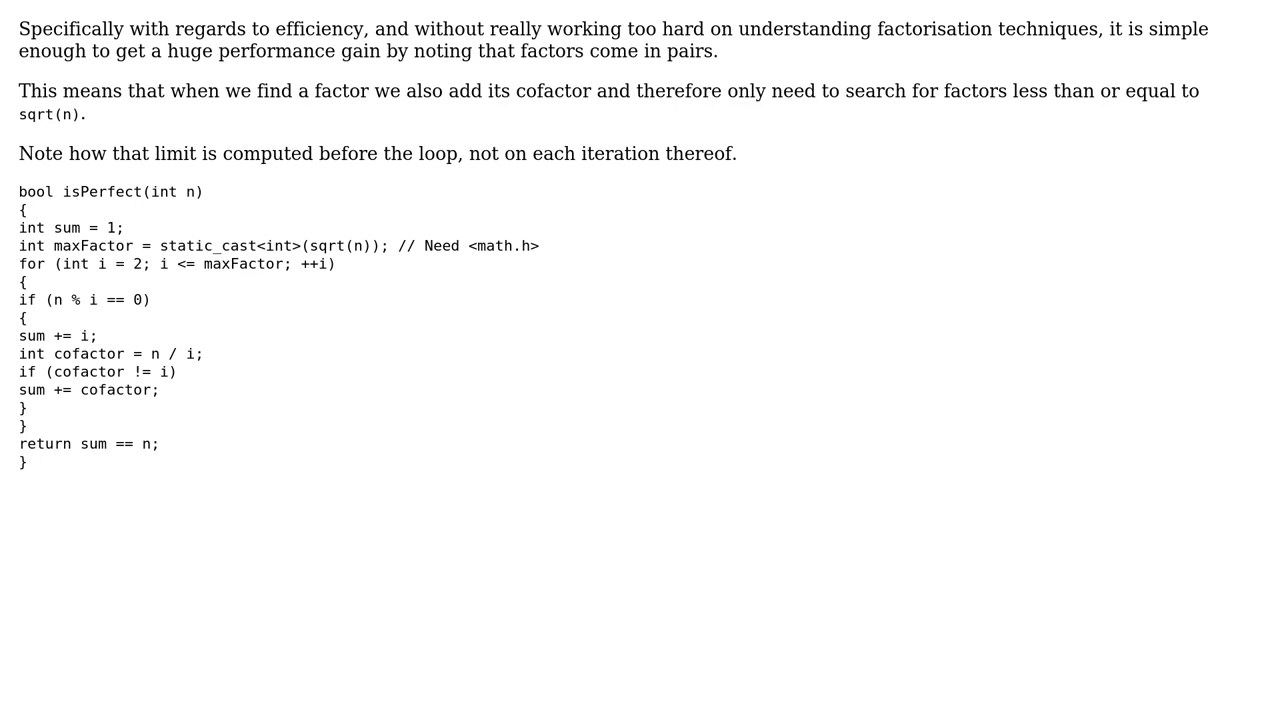 Specifically with regards to efficiency, and without really working too hard on understanding factorisation techniques, it is simple
enough to get a huge performance gain by noting that factors come in pairs.
This means that when we find a factor we also add its cofactor and therefore only need to search for factors less than or equal to
sqrt(n).
Note how that limit is computed before the loop, not on each iteration thereof.
bool isPerfect(int n)
{
int sum = 1;
int maxFactor = static_cast<int>(sqrt(n)); // Need <math.h>
for (int i = 2; i <= maxFactor; ++i)
{
if (n % i == 0)
{
sum += i;
int cofactor = n / i;
if (cofactor != i)
sum += cofactor;
}
}
return sum == n;
}